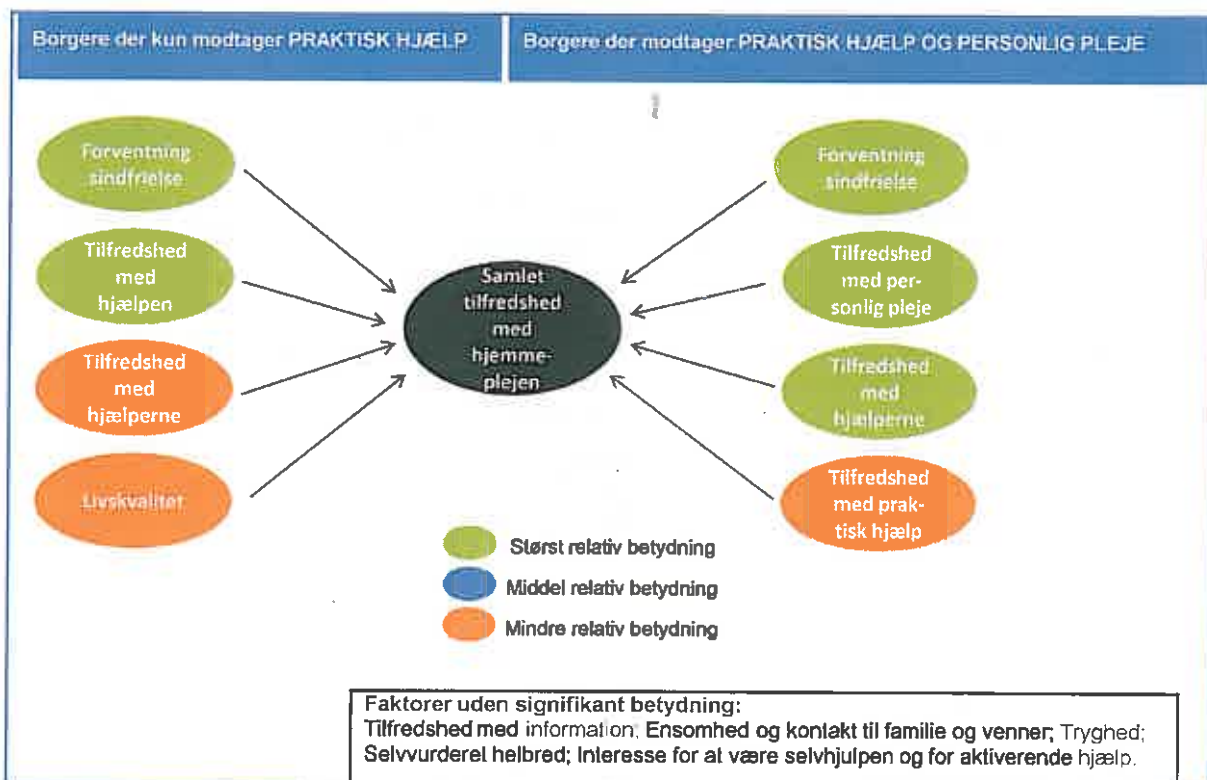 Borgere der kun modtager PRAKTISK HJÆLP
Borgere der modtager PRAKTISK HJÆLP OG PERSONLIG PLEJE
Forventning
sindfrielse
Tilfredshed
med
hjælpen
Tilfredshed
med
hjælperne
Livskvalitet
Samlet
tilfredshed
med
hjemme-
plejen
Forventning
sindfrielse
Tilfredshed
med per-
sonlig pleje
Tilfredshed
med
hjælperne
Tilfredshed
med prak-
tisk hjælp
Størst relativ betydning
Middel relativ betydning
Mindre relativ betydning
Faktorer uden signifikant betydning:
Tilfredshed med information; Ensomhed og kontakt til familie og venner; Tryghed;
Selvvurderet helbred; Interesse for at være selvhjulpen og for aktiverende hjælp.